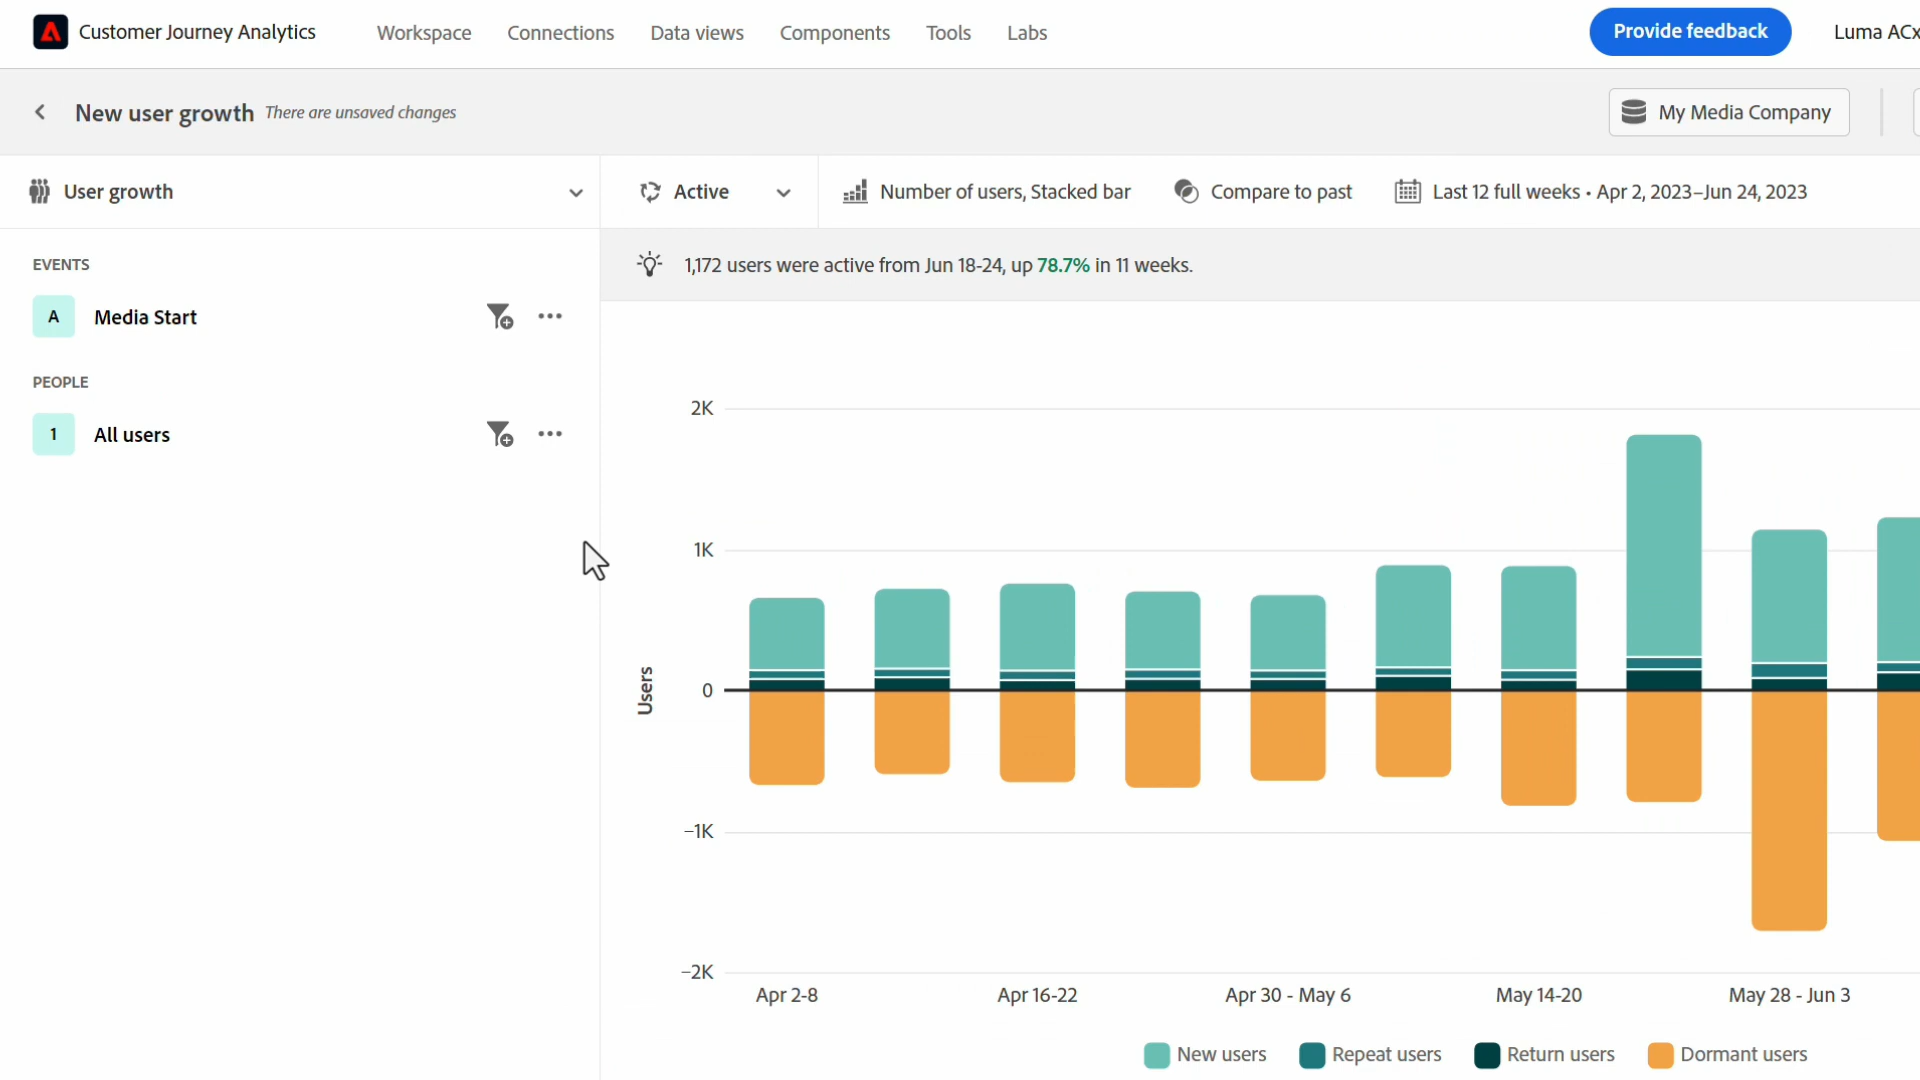 Customer Journey Analytics
Workspace
Connections
Data views
Components
Tools
Labs
Provide feedback
Luma ACx
New user growth
There are unsaved changes
My Media Company
User growth
Active
Number of users, Stacked bar
Compare to past
Last 12 full weeks • Apr 2, 2023–Jun 24, 2023
EVENTS
1,172 users were active from Jun 18-24, up 78.7% in 11 weeks.
A
Media Start
PEOPLE
1
All users
2K
1K
0
−1K
−2K
Users
Apr 2-8
Apr 16-22
Apr 30 - May 6
May 14-20
May 28 - Jun 3
New users
Repeat users
Return users
Dormant users